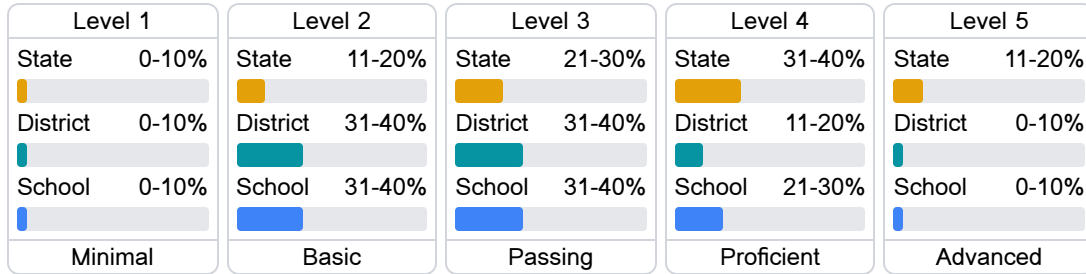 Level 1
State 0-10%
District 0-10%
School 0-10%
Minimal
Level 2
State 11-20%
District 31-40%
School 31-40%
Basic
Level 3
State 21-30%
District 31-40%
School 31-40%
Passing
Level 4
State 31-40%
District 11-20%
School 21-30%
Proficient
Level 5
State 11-20%
District 0-10%
School 0-10%
Advanced